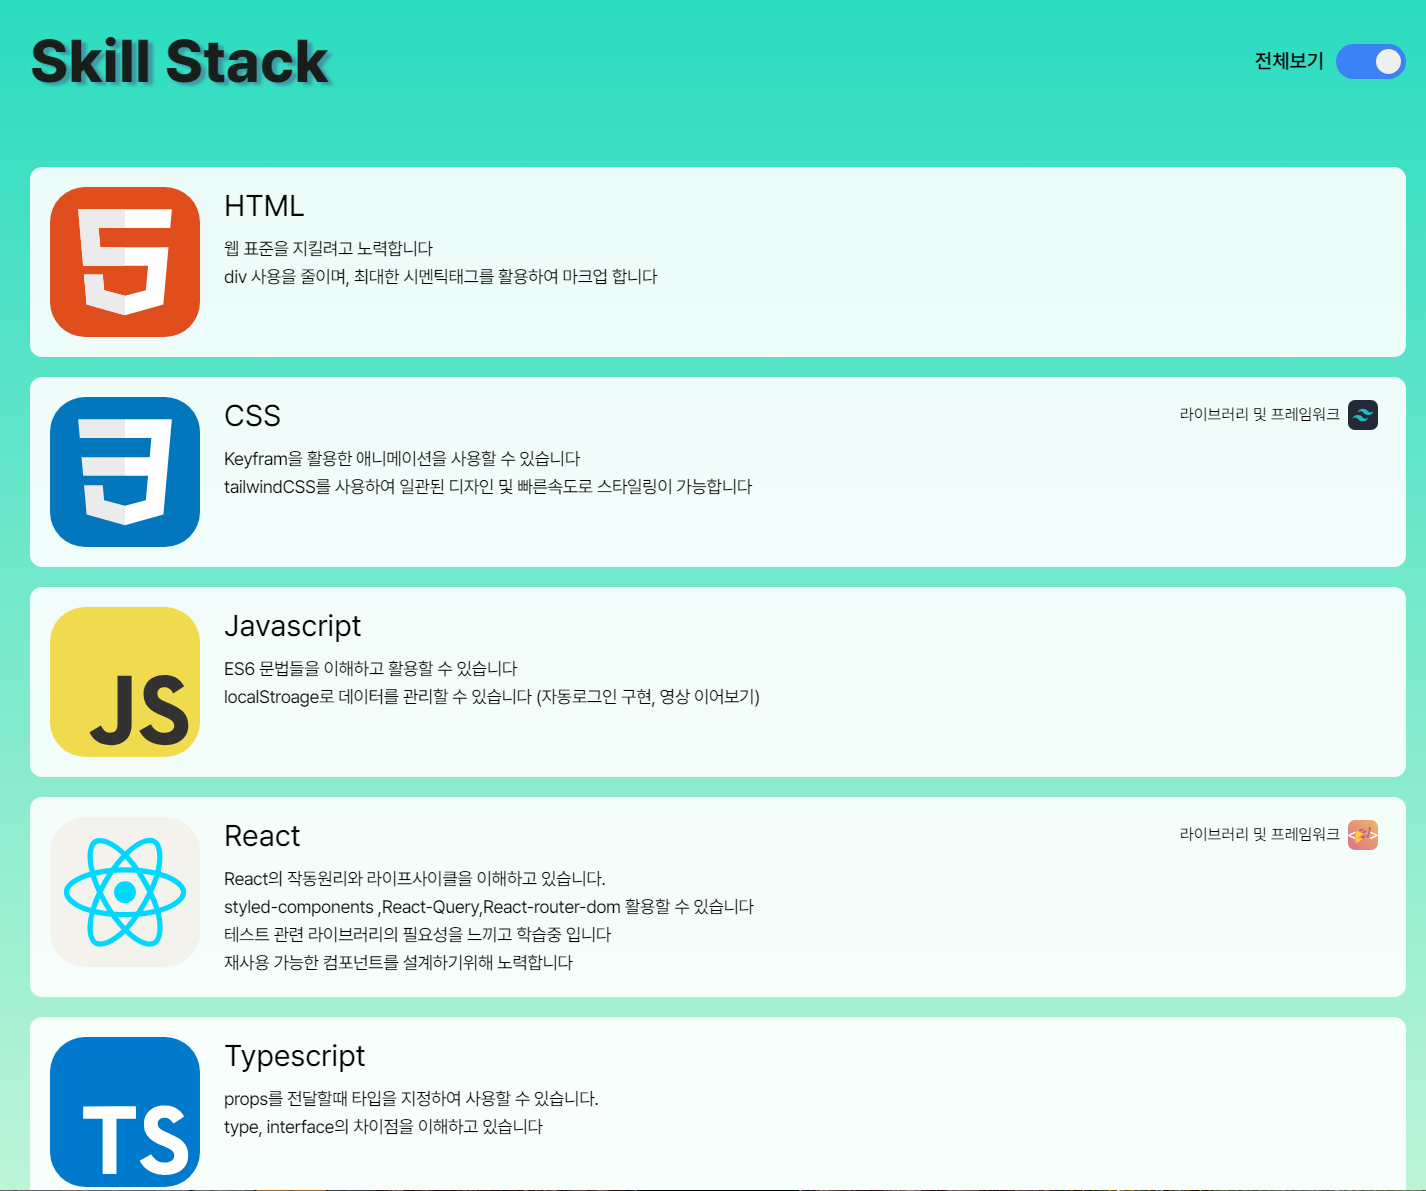 Skill Stack
전체보기
HTML
웹 표준을 지킬려고 노력합니다
div 사용을 줄이며, 최대한 시멘틱태그를 활용하여 마크업 합니다
CSS
라이브러리 및 프레임워크
Keyfram을 활용한 애니메이션을 사용할 수 있습니다
tailwindCSS를 사용하여 일관된 디자인 및 빠른속도로 스타일링이 가능합니다
JS
Javascript
ES6 문법들을 이해하고 활용할 수 있습니다
localStroage로 데이터를 관리할 수 있습니다 (자동로그인 구현, 영상 이어보기)
React
라이브러리 및 프레임워크
React의 작동원리와 라이프사이클을 이해하고 있습니다.
styled-components ,React-Query,React-router-dom 활용할 수 있습니다
테스트 관련 라이브러리의 필요성을 느끼고 학습중 입니다
재사용 가능한 컴포넌트를 설계하기위해 노력합니다
TS
Typescript
props를 전달할때 타입을 지정하여 사용할 수 있습니다.
type, interface의 차이점을 이해하고 있습니다